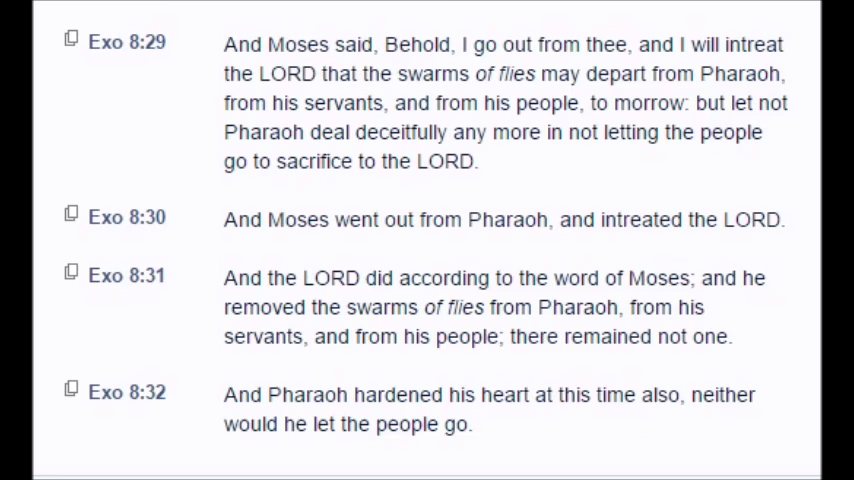 Exo 8:29 And Moses said, Behold, I go out from thee, and I will intreat
the LORD that the swarms of flies may depart from Pharaoh,
from his servants, and from his people, to morrow: but let not
Pharaoh deal deceitfully any more in not letting the people
go to sacrifice to the LORD.
Exo 8:30 And Moses went out from Pharaoh, and intreated the LORD.
Exo 8:31 And the LORD did according to the word of Moses; and he
removed the swarms of flies from Pharaoh, from his
servants, and from his people; there remained not one.
Exo 8:32 And Pharaoh hardened his heart at this time also, neither
would he let the people go.